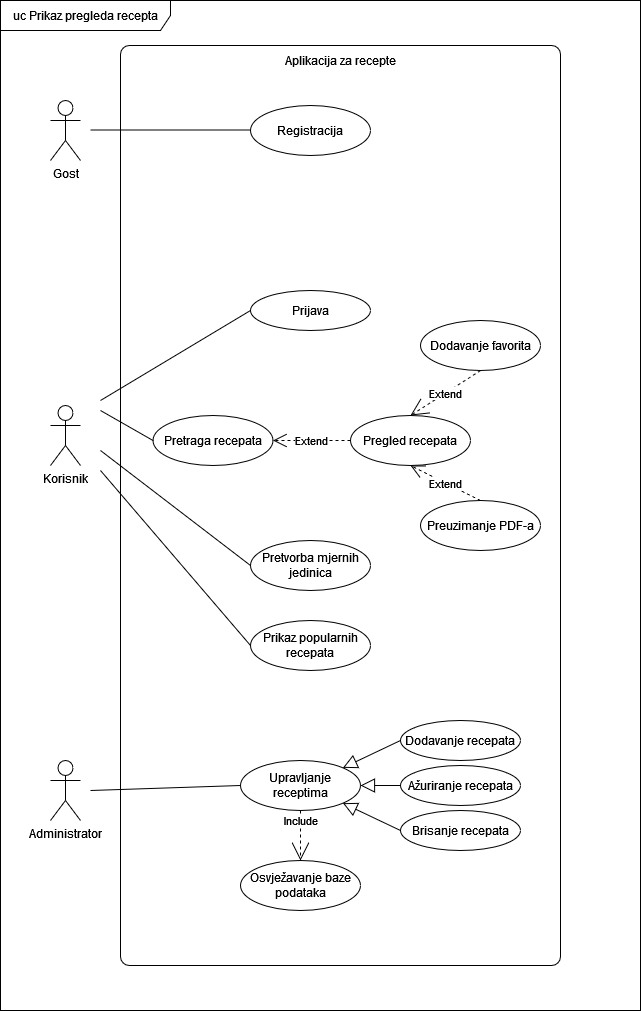 uc Prikaz pregleda recepta
Aplikacija za recepte
Registracija
Gost
Prijava
Dodavanje favorita
Extend
Pretraga recepata
Extend
Pregled recepata
Korisnik
Extend
Preuzimanje PDF-a
Pretvorba mjernih
jedinica
Prikaz popularnih
recepata
Dodavanje recepata
Upravljanje
receptima
Ažuriranje recepata
Brisanje recepata
Administrator
Include
Osvježavanje baze
podataka